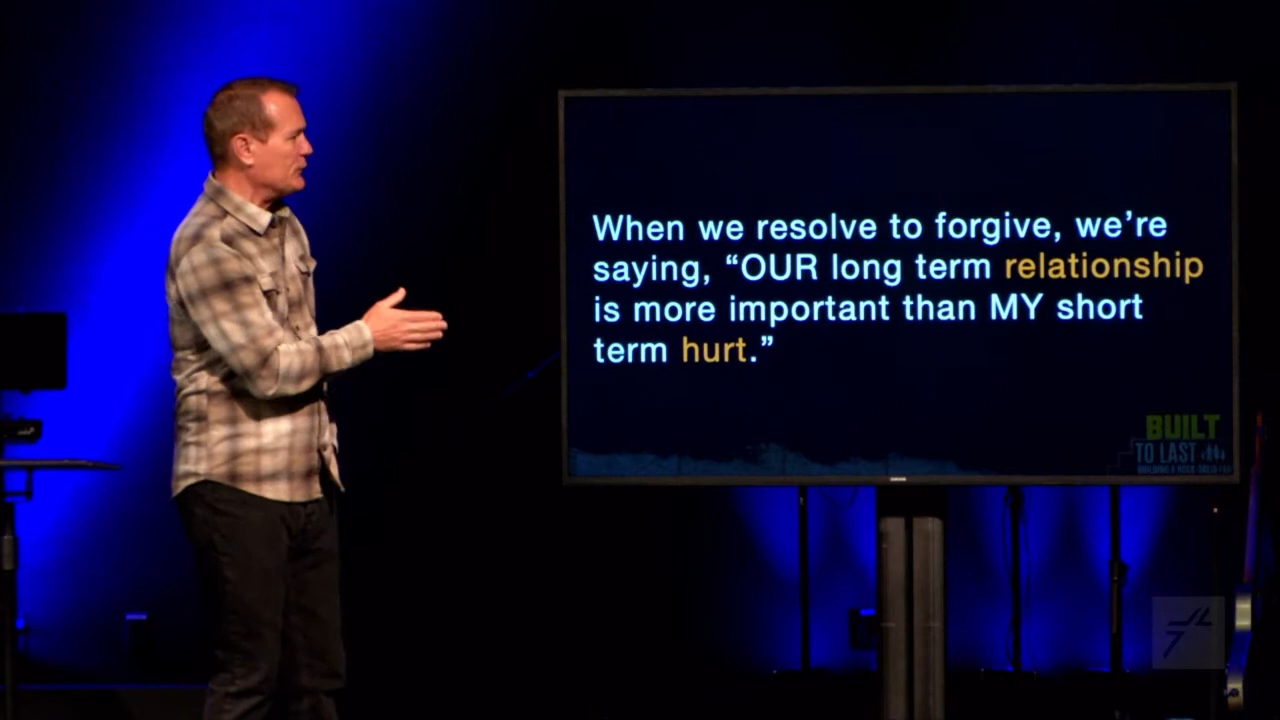 When we resolve to forgive, we’re
saying, “OUR long term relationship
is more important than MY short
term hurt.”
BUILT
TO LAST